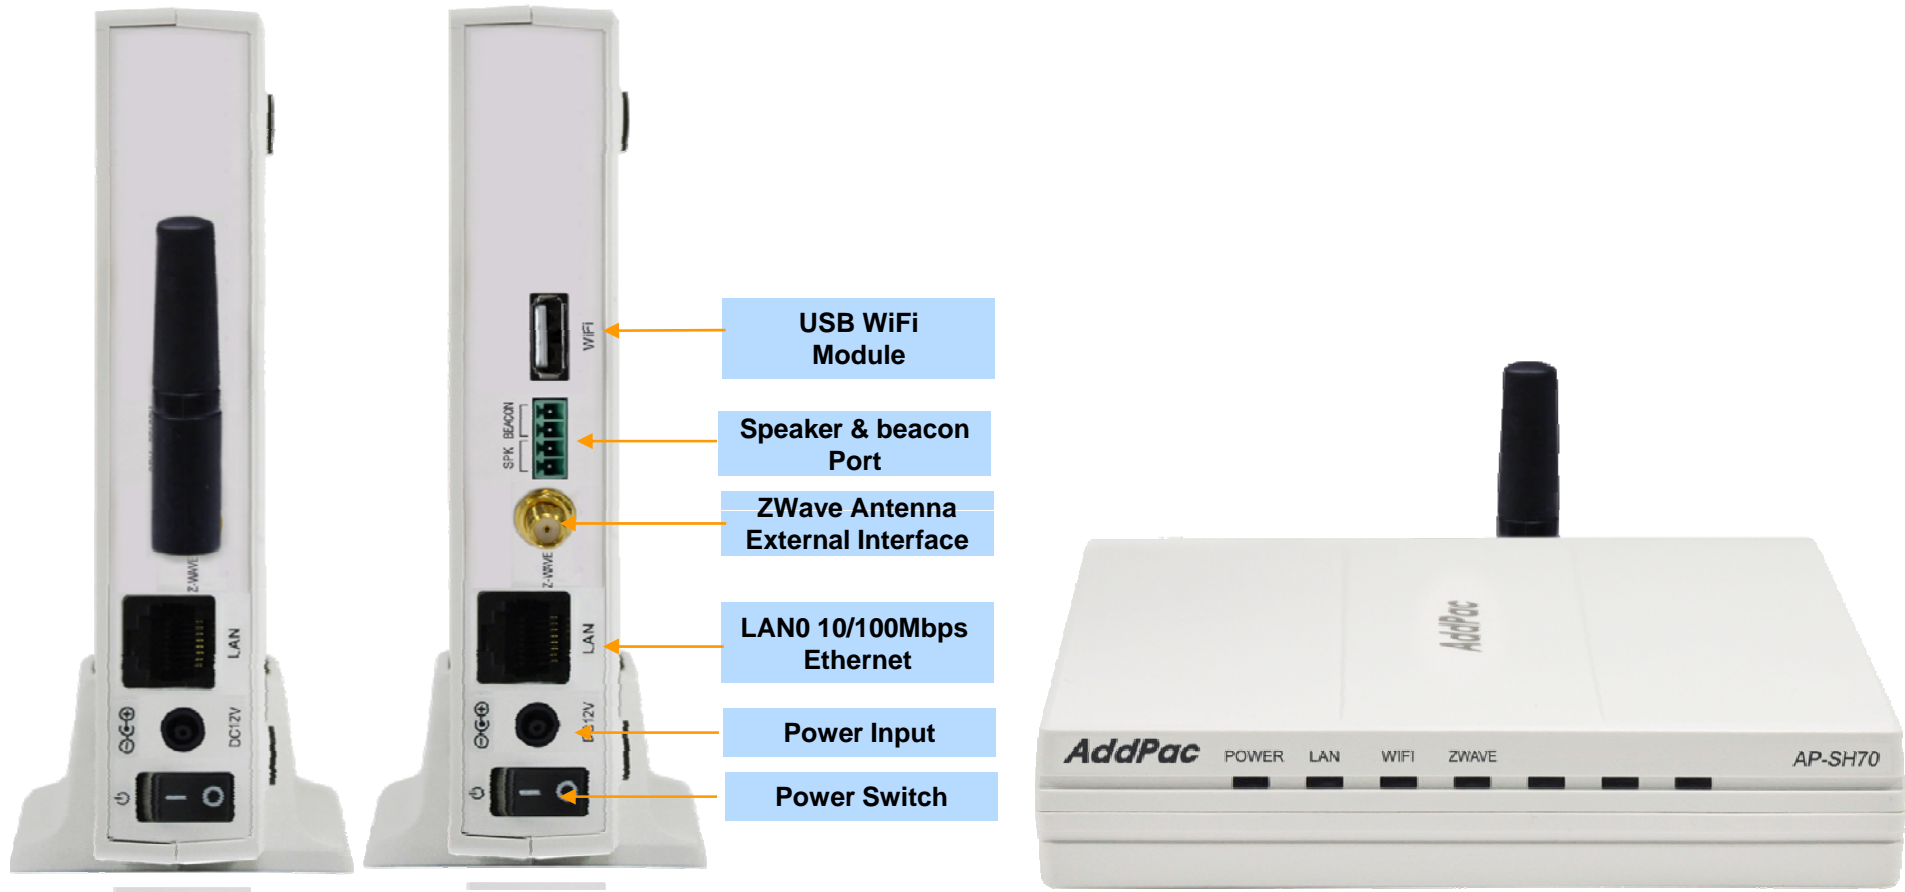 Z-WAVE
LAN
DC12V
WiFi
SPK BEACON
Z-WAVE
LAN
DC12V
USB WiFi
Module
Speaker & beacon
Port
ZWave Antenna
External Interface
LAN0 10/100Mbps
Ethernet
Power Input
Power Switch
AddPac
AddPac POWER LAN WIFI ZWAVE AP-SH70